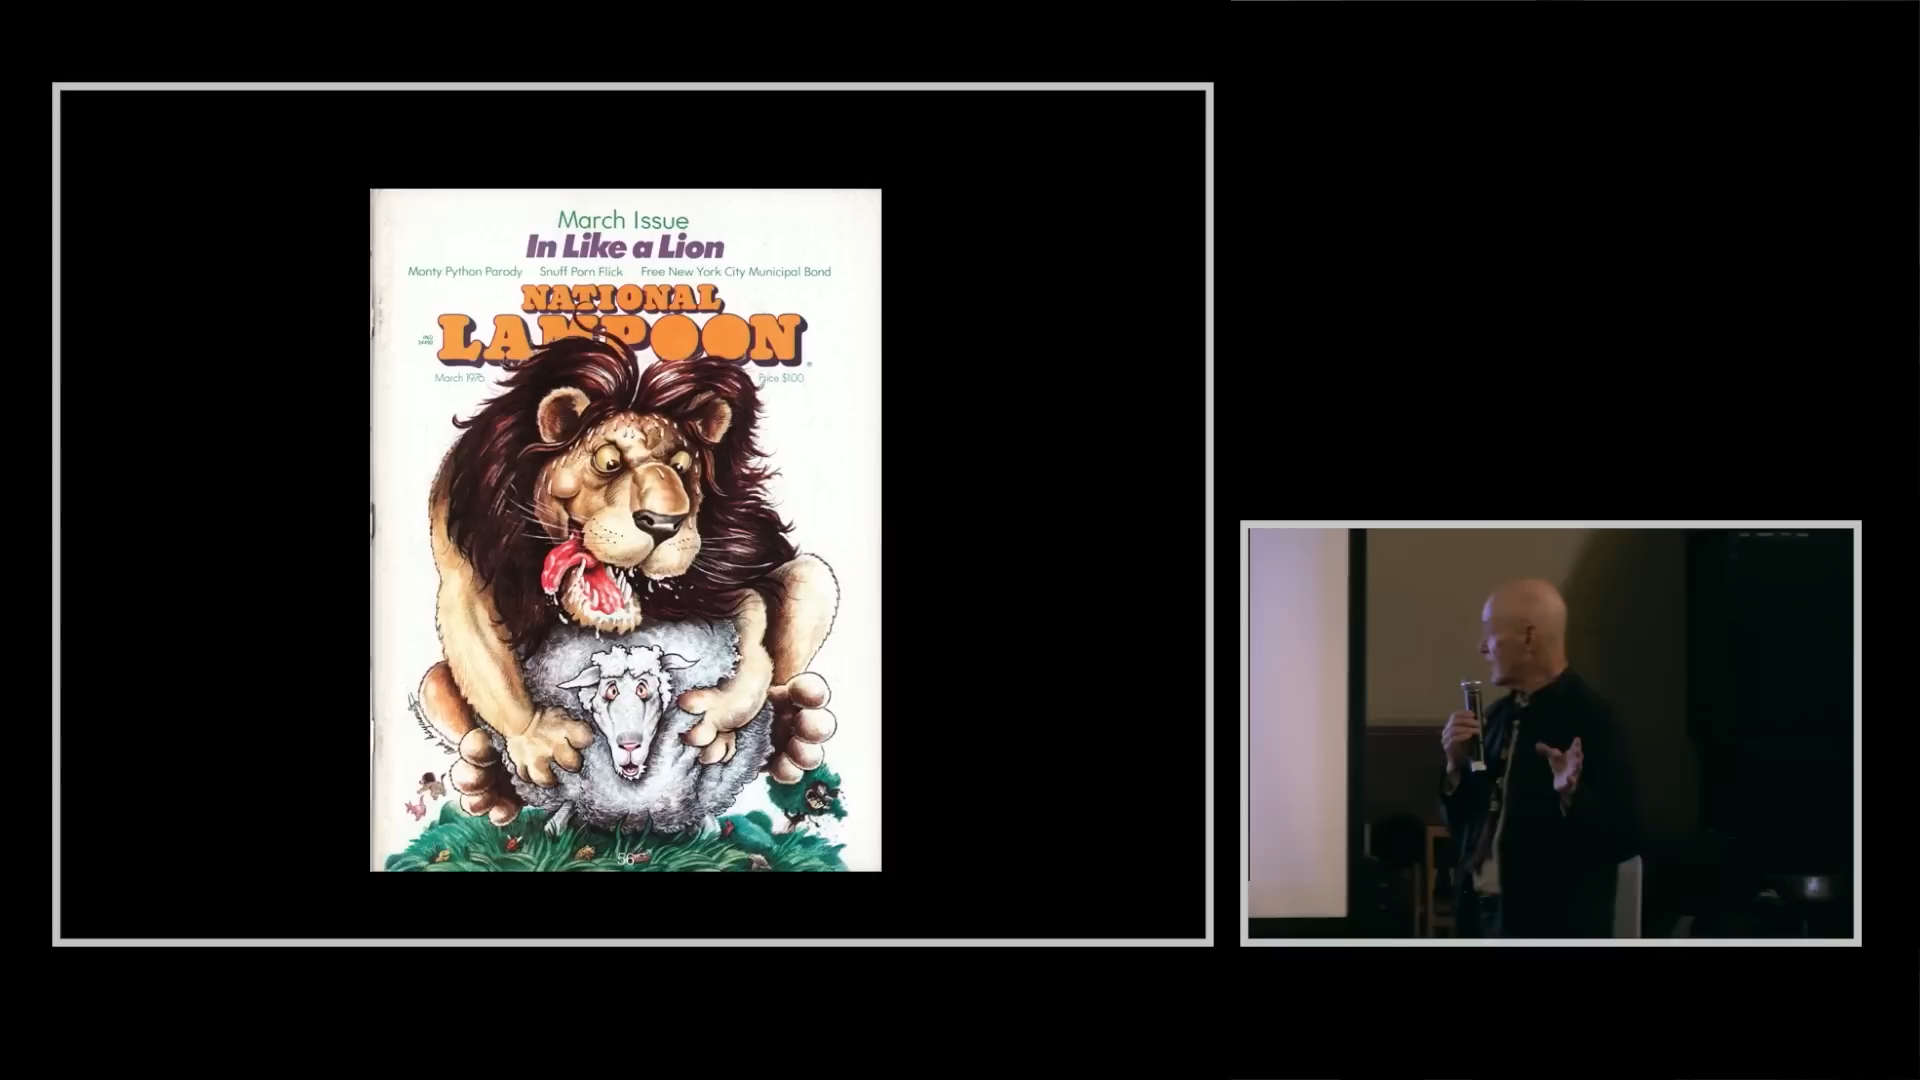 March Issue
In Like a Lion
Monty Python Parody Snuff Porn Flick Free New York City Municipal Bond
NATIONAL
LAMPOON
March 1976 Price $1.00
56